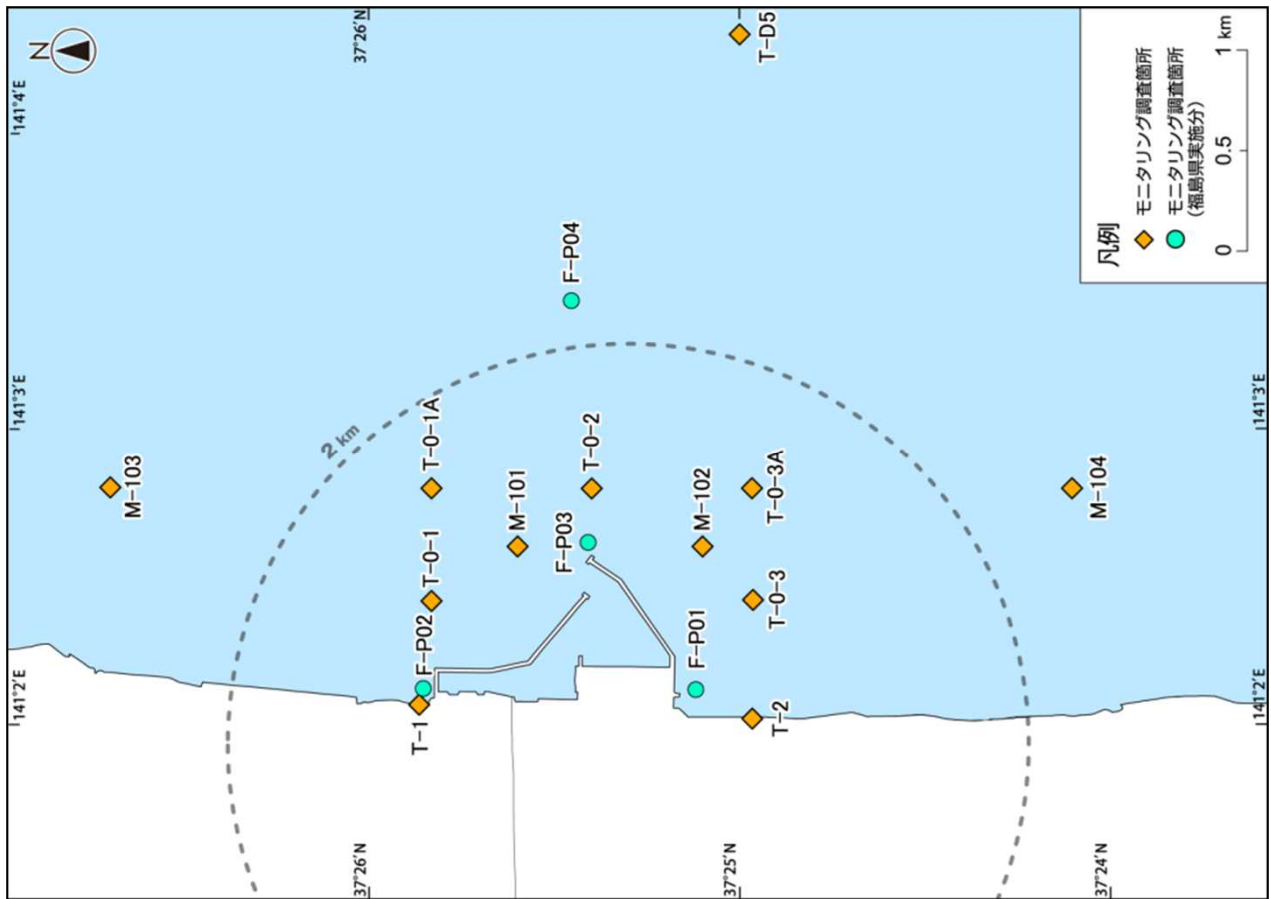 N
141°4'E
141°3'E
141°2'E
37°26'N
T-D5
F-P04
M-103
2 km
T-0-1A
T-0-1
M-101
T-0-2
F-P03
F-P02
T-1
M-102
F-P01
T-0-3A
T-0-3
T-2
M-104
37°26'N
37°25'N
37°24'N
141°3'E
141°2'E
凡例
モニタリング調査箇所
モニタリング調査箇所
(福島県実施分)
0 0.5 1 km